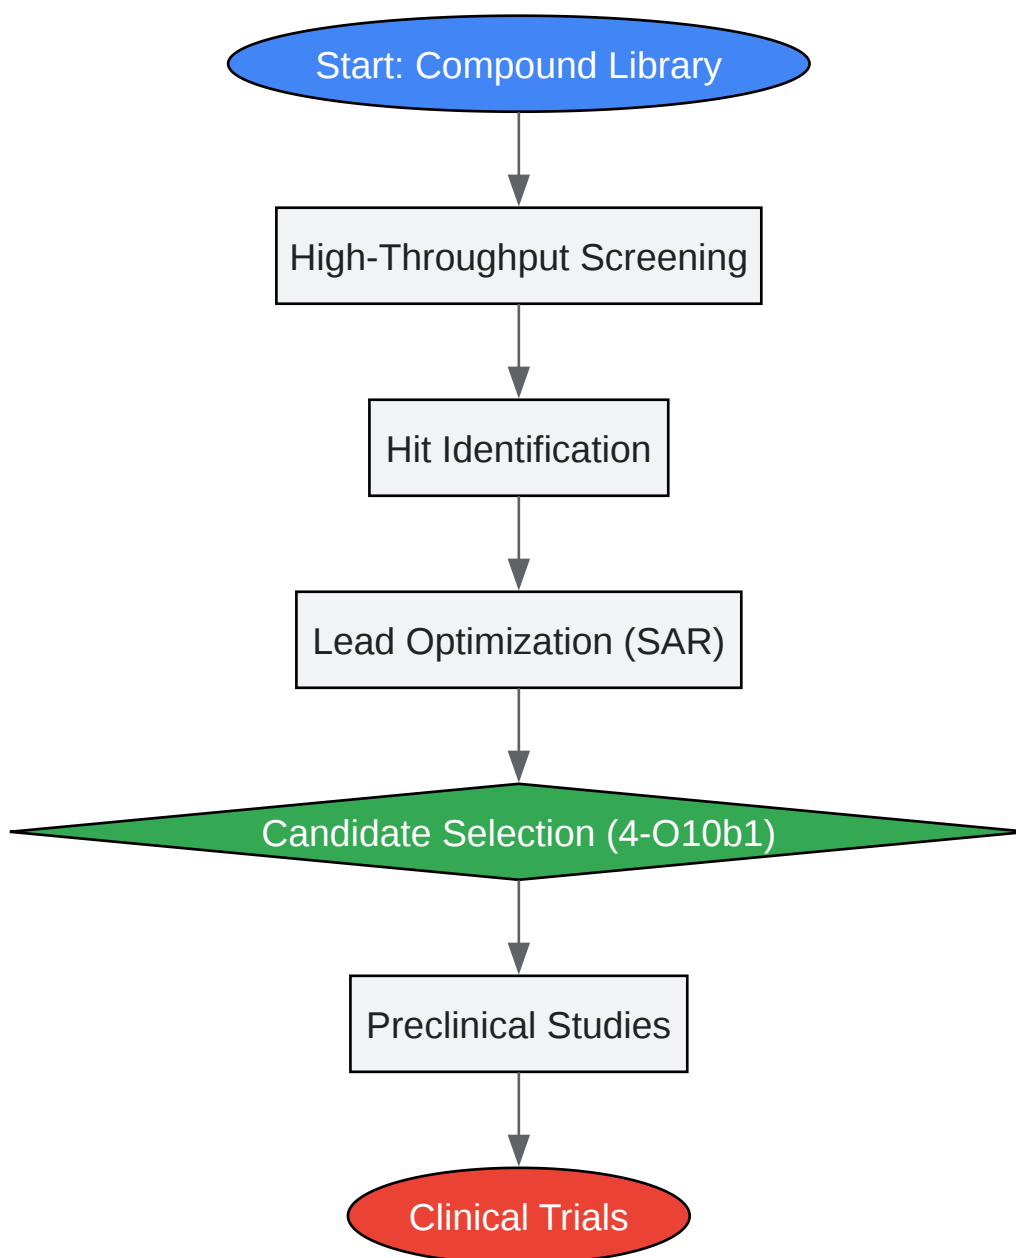 Start: Compound Library
High-Throughput Screening
Hit Identification
Lead Optimization (SAR)
Candidate Selection (4-O10b1)
Preclinical Studies
Clinical Trials